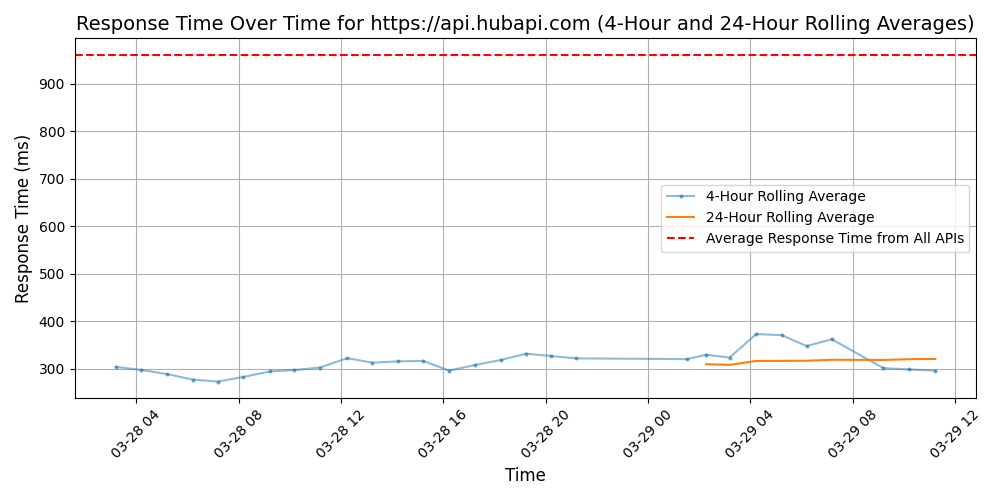 Response Time Over Time for https://api.hubapi.com (4-Hour and 24-Hour Rolling Averages)
Response Time (ms)
900
800
700
600
500
400
300
4-Hour Rolling Average
24-Hour Rolling Average
Average Response Time from All APIs
03-28 04
03-28 08
03-28 12
03-28 16
03-28 20
03-29 00
03-29 04
03-29 08
03-29 12
Time